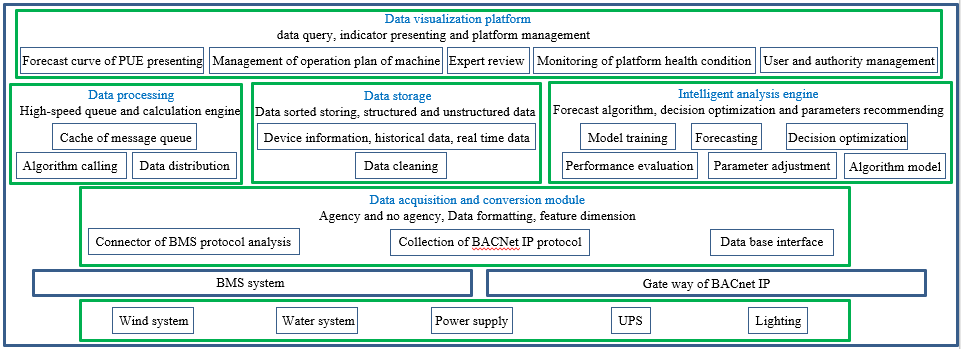 Data visualization platform
data query, indicator presenting and platform management
Forecast curve of PUE presenting
Management of operation plan of machine
Expert review
Monitoring of platform health condition
User and authority management
Data processing
High-speed queue and calculation engine
Cache of message queue
Algorithm calling
Data distribution
Data storage
Data sorted storing, structured and unstructured data
Device information, historical data, real time data
Data cleaning
Intelligent analysis engine
Forecast algorithm, decision optimization and parameters recommending
Model training
Forecasting
Decision optimization
Performance evaluation
Parameter adjustment
Algorithm model
Data acquisition and conversion module
Agency and no agency, Data formatting, feature dimension
Connector of BMS protocol analysis
Collection of BACNet IP protocol
Data base interface
BMS system
Gate way of BACnet IP
Wind system
Water system
Power supply
UPS
Lighting